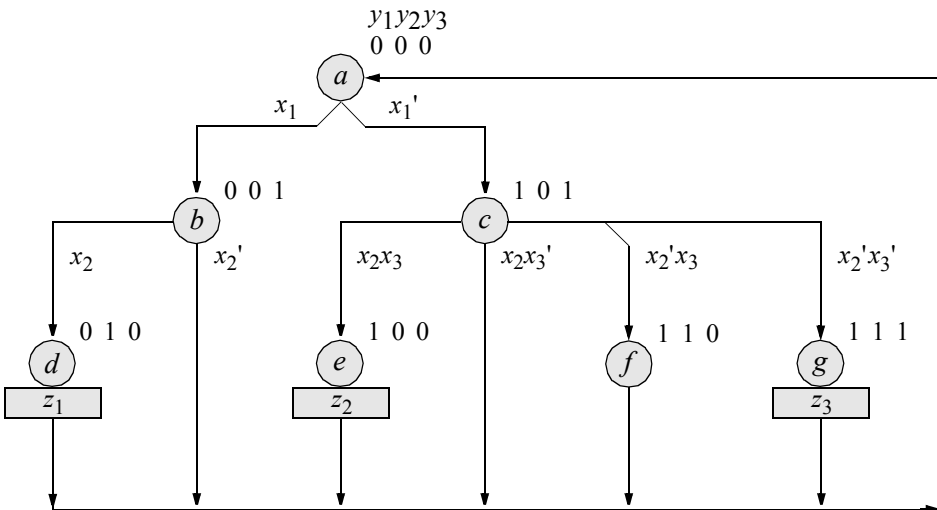 y₁y₂y₃
0 0 0
a
x₁ x₁'
0 0 1 1 0 1
b c
x₂ x₂' x₂x₃ x₂x₃' x₂'x₃ x₂'x₃'
0 1 0 1 0 0 1 1 0 1 1 1
d e f g
z₁ z₂ z₃